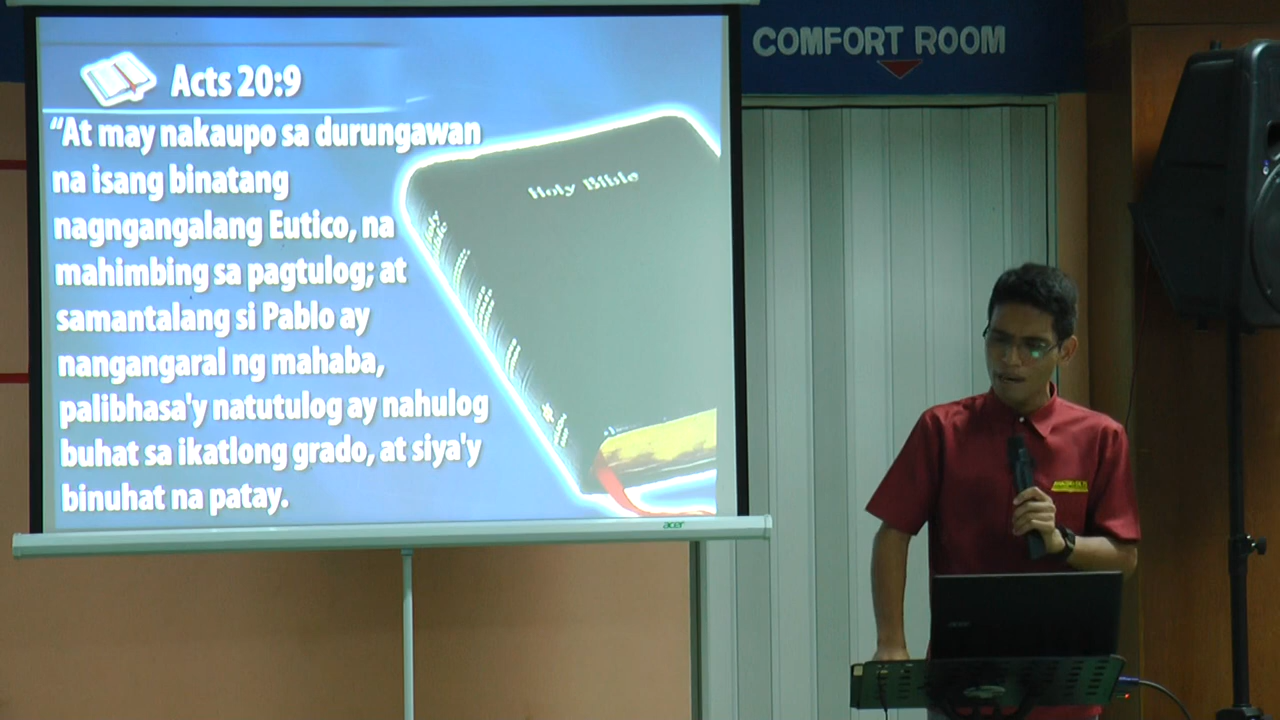 COMFORT ROOM
Acts 20:9
“At may nakaupo sa durungawan
na isang binatang
nagngangalang Eutico, na
mahimbing sa pagtulog; at
samantalang si Pablo ay
nangangaral ng mahaba,
palibhasa'y natutulog ay nahulog
buhat sa ikatlong grado, at siya'y
binuhat na patay.
Holy Bible
acer
acer